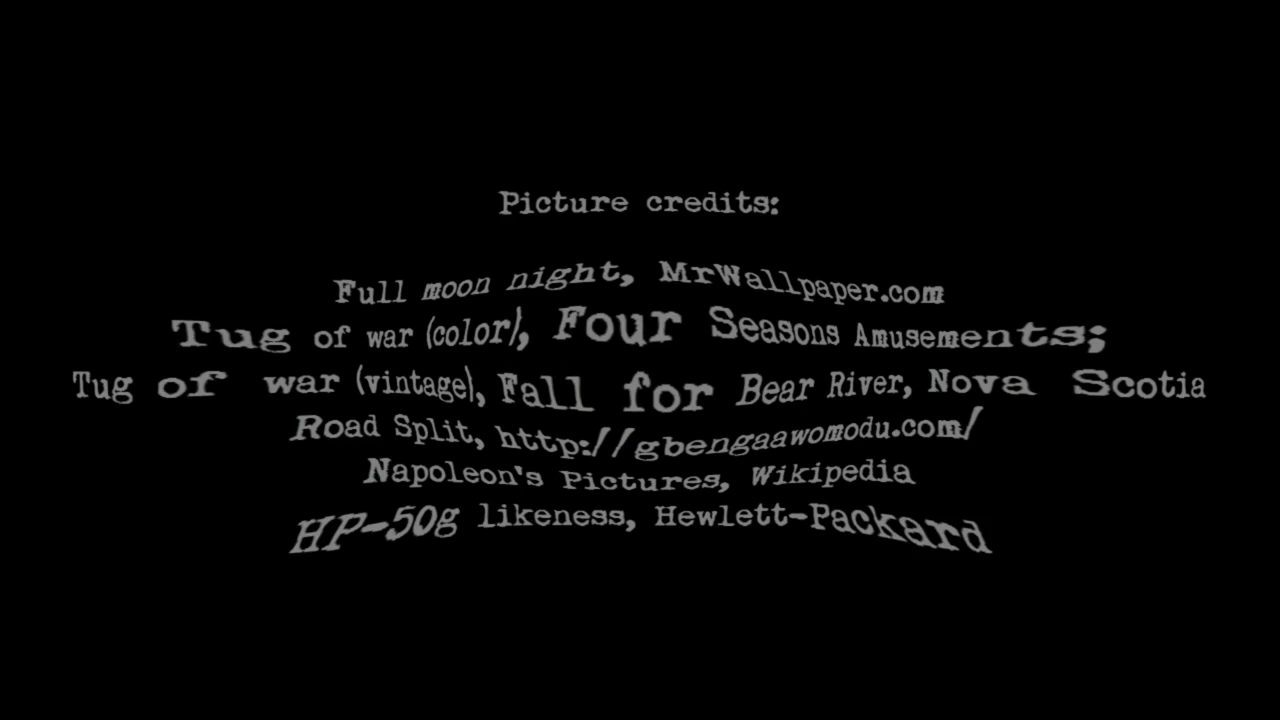 Picture credits:
Full moon night, MrWallpaper.com
Tug of war (color), Four Seasons Amusements;
Tug of war (vintage), Fall for Bear River, Nova Scotia
Road Split, http://gbengaawomodu.com/
Napoleon's Pictures, Wikipedia
HP-50g likeness, Hewlett-Packard